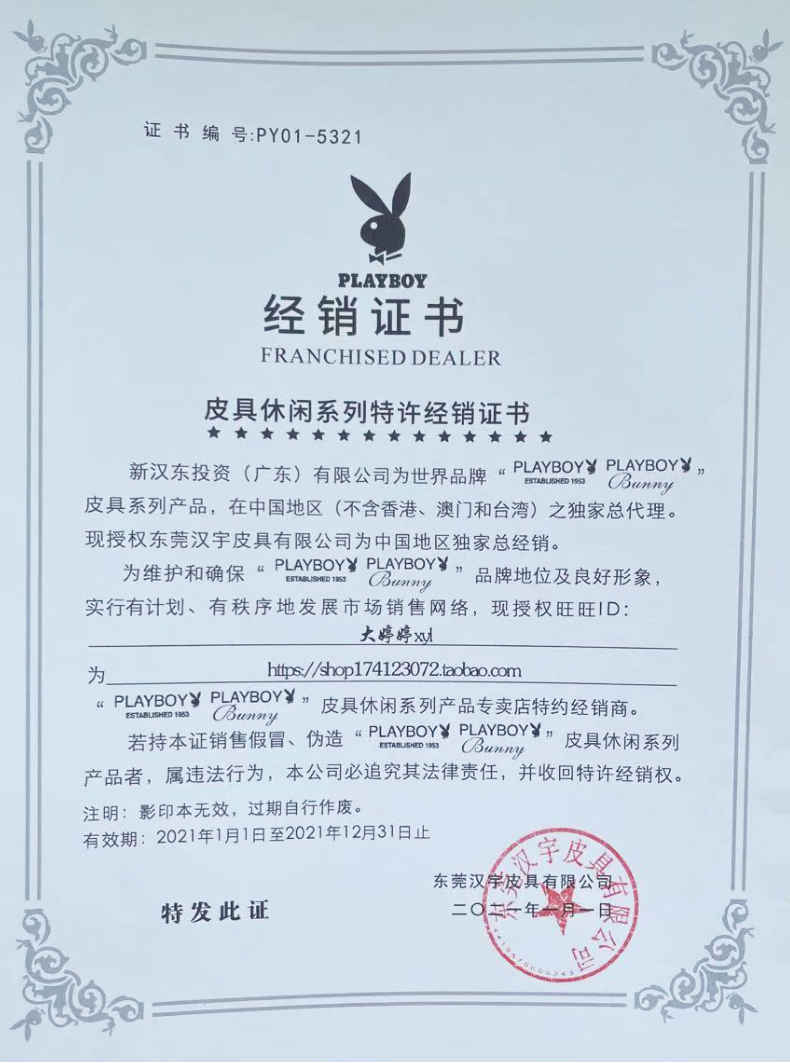 证书编号:PY01-5321
PLAYBOY
经销证书
FRANCHISED DEALER
皮具休闲系列特许经销证书
新汉东投资（广东）有限公司为世界品牌“PLAYBOY ESTABLISHED 1953 PLAYBOY Bunny”
皮具系列产品，在中国地区（不含香港、澳门和台湾）之独家总代理。
现授权东莞汉宇皮具有限公司为中国地区独家总经销。
为维护和确保“PLAYBOY ESTABLISHED 1953 PLAYBOY Bunny”品牌地位及良好形象，
实行有计划、有秩序地发展市场销售网络，现授权旺旺ID：
大婷婷xyl
为 https://shop174123072.taobao.com
“PLAYBOY ESTABLISHED 1953 PLAYBOY Bunny”皮具休闲系列产品专卖店特约经销商。
若持本证销售假冒、伪造“PLAYBOY ESTABLISHED 1953 PLAYBOY Bunny”皮具休闲系列
产品者，属违法行为，本公司必追究其法律责任，并收回特许经销权。
注明：影印本无效，过期自行作废。
有效期：2021年1月1日至2021年12月31日止
东莞汉宇皮具有限公司
特发此证
二〇二一年一月一日
东莞汉宇皮具有限公司